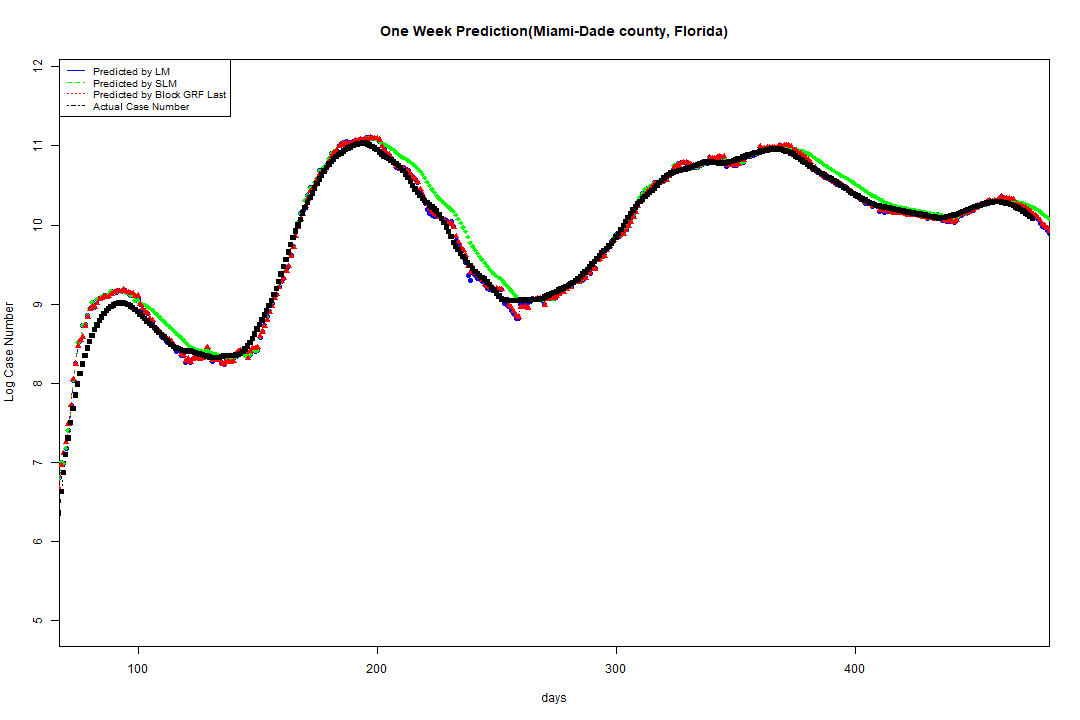 One Week Prediction(Miami-Dade county, Florida)
Predicted by LM
Predicted by SLM
Predicted by Block GRF Last
Actual Case Number
12
11
10
9
8
7
6
5
Log Case Number
100
200
300
400
days